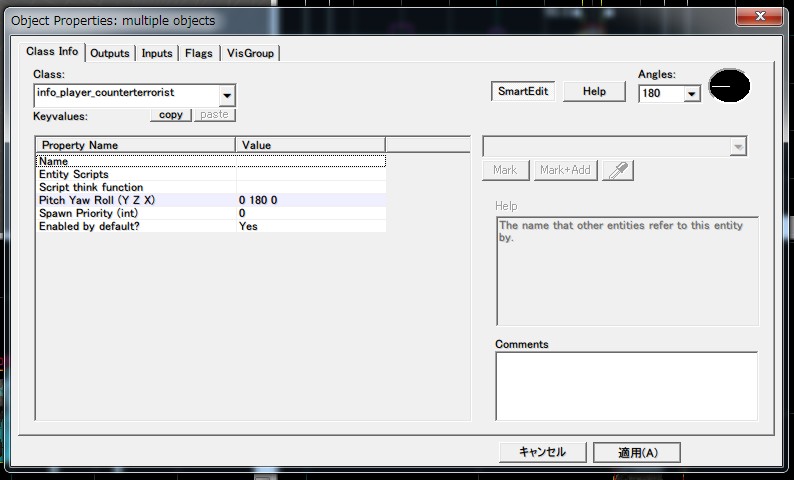 Object Properties: multiple objects
Class Info Outputs Inputs Flags VisGroup
Class:
info_player_counterterrorist
SmartEdit Help
Angles:
180
Keyvalues: copy paste
Property Name Value
Name
Entity Scripts
Script think function
Pitch Yaw Roll (Y Z X) 0 180 0
Spawn Priority (int) 0
Enabled by default? Yes
Mark Mark+Add
Help
The name that other entities refer to this entity
by.
Comments
キャンセル 適用(A)